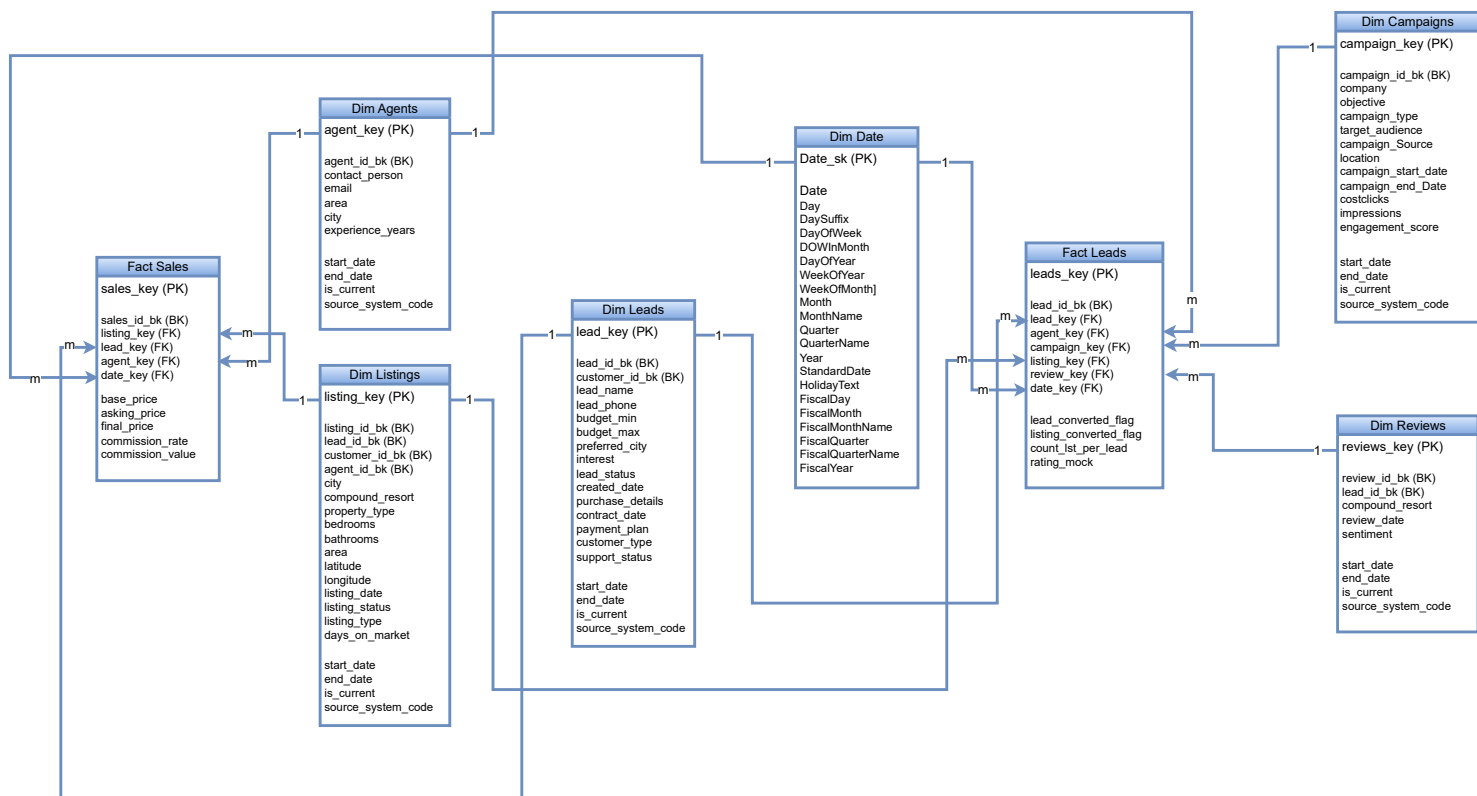 Dim Campaigns
campaign_key (PK)
campaign_id_bk (BK)
company
objective
campaign_type
target_audience
campaign_Source
location
campaign_start_date
campaign_end_Date
costclicks
impressions
engagement_score
start_date
end_date
is_current
source_system_code
Dim Agents
agent_key (PK)
agent_id_bk (BK)
contact_person
email
area
city
experience_years
start_date
end_date
is_current
source_system_code
Dim Date
Date_sk (PK)
Date
Day
DaySuffix
DayOfWeek
DOWInMonth
DayOfYear
WeekOfYear
WeekOfMonth]
Month
MonthName
Quarter
QuarterName
Year
StandardDate
HolidayText
FiscalDay
FiscalMonth
FiscalMonthName
FiscalQuarter
FiscalQuarterName
FiscalYear
Fact Leads
leads_key (PK)
lead_id_bk (BK)
lead_key (FK)
agent_key (FK)
campaign_key (FK)
listing_key (FK)
review_key (FK)
date_key (FK)
lead_converted_flag
listing_converted_flag
count_lst_per_lead
rating_mock
Fact Sales
sales_key (PK)
sales_id_bk (BK)
listing_key (FK)
lead_key (FK)
agent_key (FK)
date_key (FK)
base_price
asking_price
final_price
commission_rate
commission_value
Dim Leads
lead_key (PK)
lead_id_bk (BK)
customer_id_bk (BK)
lead_name
lead_phone
budget_min
budget_max
preferred_city
interest
lead_status
created_date
purchase_details
contract_date
payment_plan
customer_type
support_status
start_date
end_date
is_current
source_system_code
Dim Listings
listing_key (PK)
listing_id_bk (BK)
lead_id_bk (BK)
customer_id_bk (BK)
agent_id_bk (BK)
city
compound_resort
property_type
bedrooms
bathrooms
area
latitude
longitude
listing_date
listing_status
listing_type
days_on_market
start_date
end_date
is_current
source_system_code
Dim Reviews
reviews_key (PK)
review_id_bk (BK)
lead_id_bk (BK)
compound_resort
review_date
sentiment
start_date
end_date
is_current
source_system_code
1
1
1
1
1
1
1
1
1
1
1
m
m
m
m
m
m
m
m
m
m